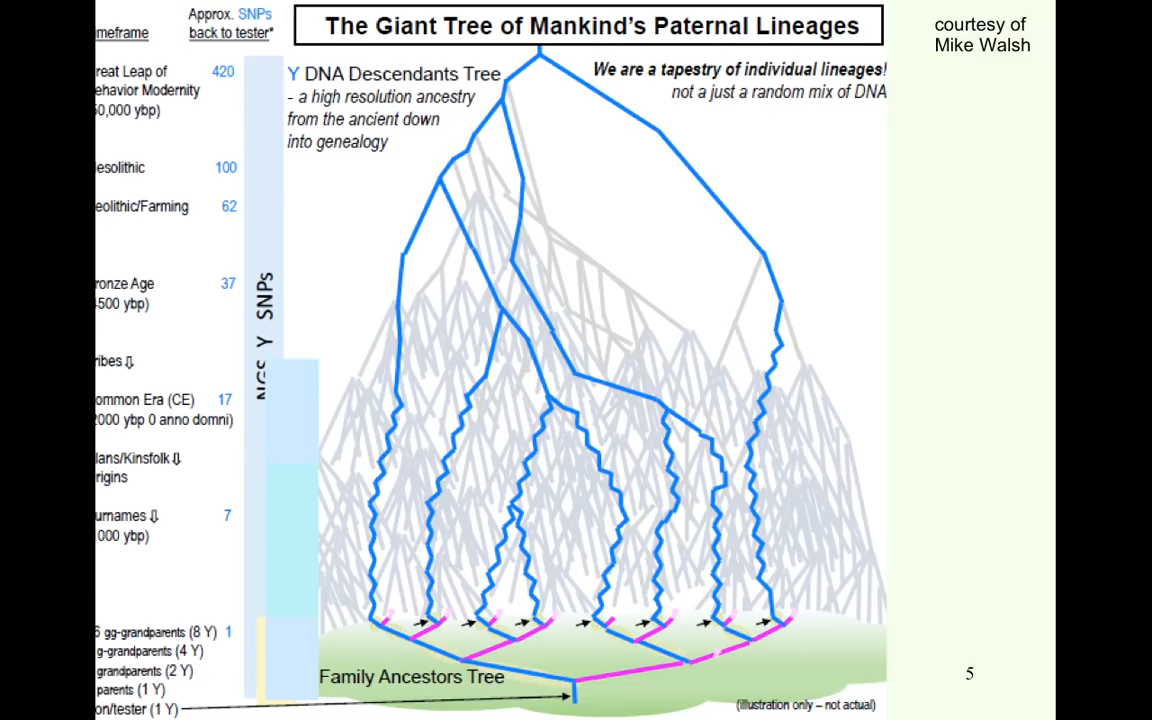 The Giant Tree of Mankind's Paternal Lineages
courtesy of
Mike Walsh
Approx. SNPs
meframe back to tester*
Y DNA Descendants Tree
- a high resolution ancestry
from the ancient down
into genealogy
We are a tapestry of individual lineages!
not a just a random mix of DNA
reat Leap of 420
ehavior Modernity
50,000 ybp)
esolithic 100
eolithic/Farming 62
ronze Age 37
500 ybp)
NGS Y SNPs
ribes ⇩
ommon Era (CE) 17
2000 ybp 0 anno domni)
lans/Kinsfolk ⇩
rigins
urnames ⇩ 7
000 ybp)
6 gg-grandparents (8 Y) 1
g-grandparents (4 Y)
grandparents (2 Y)
parents (1 Y)
on/tester (1 Y)
Family Ancestors Tree
(illustration only – not actual)
5